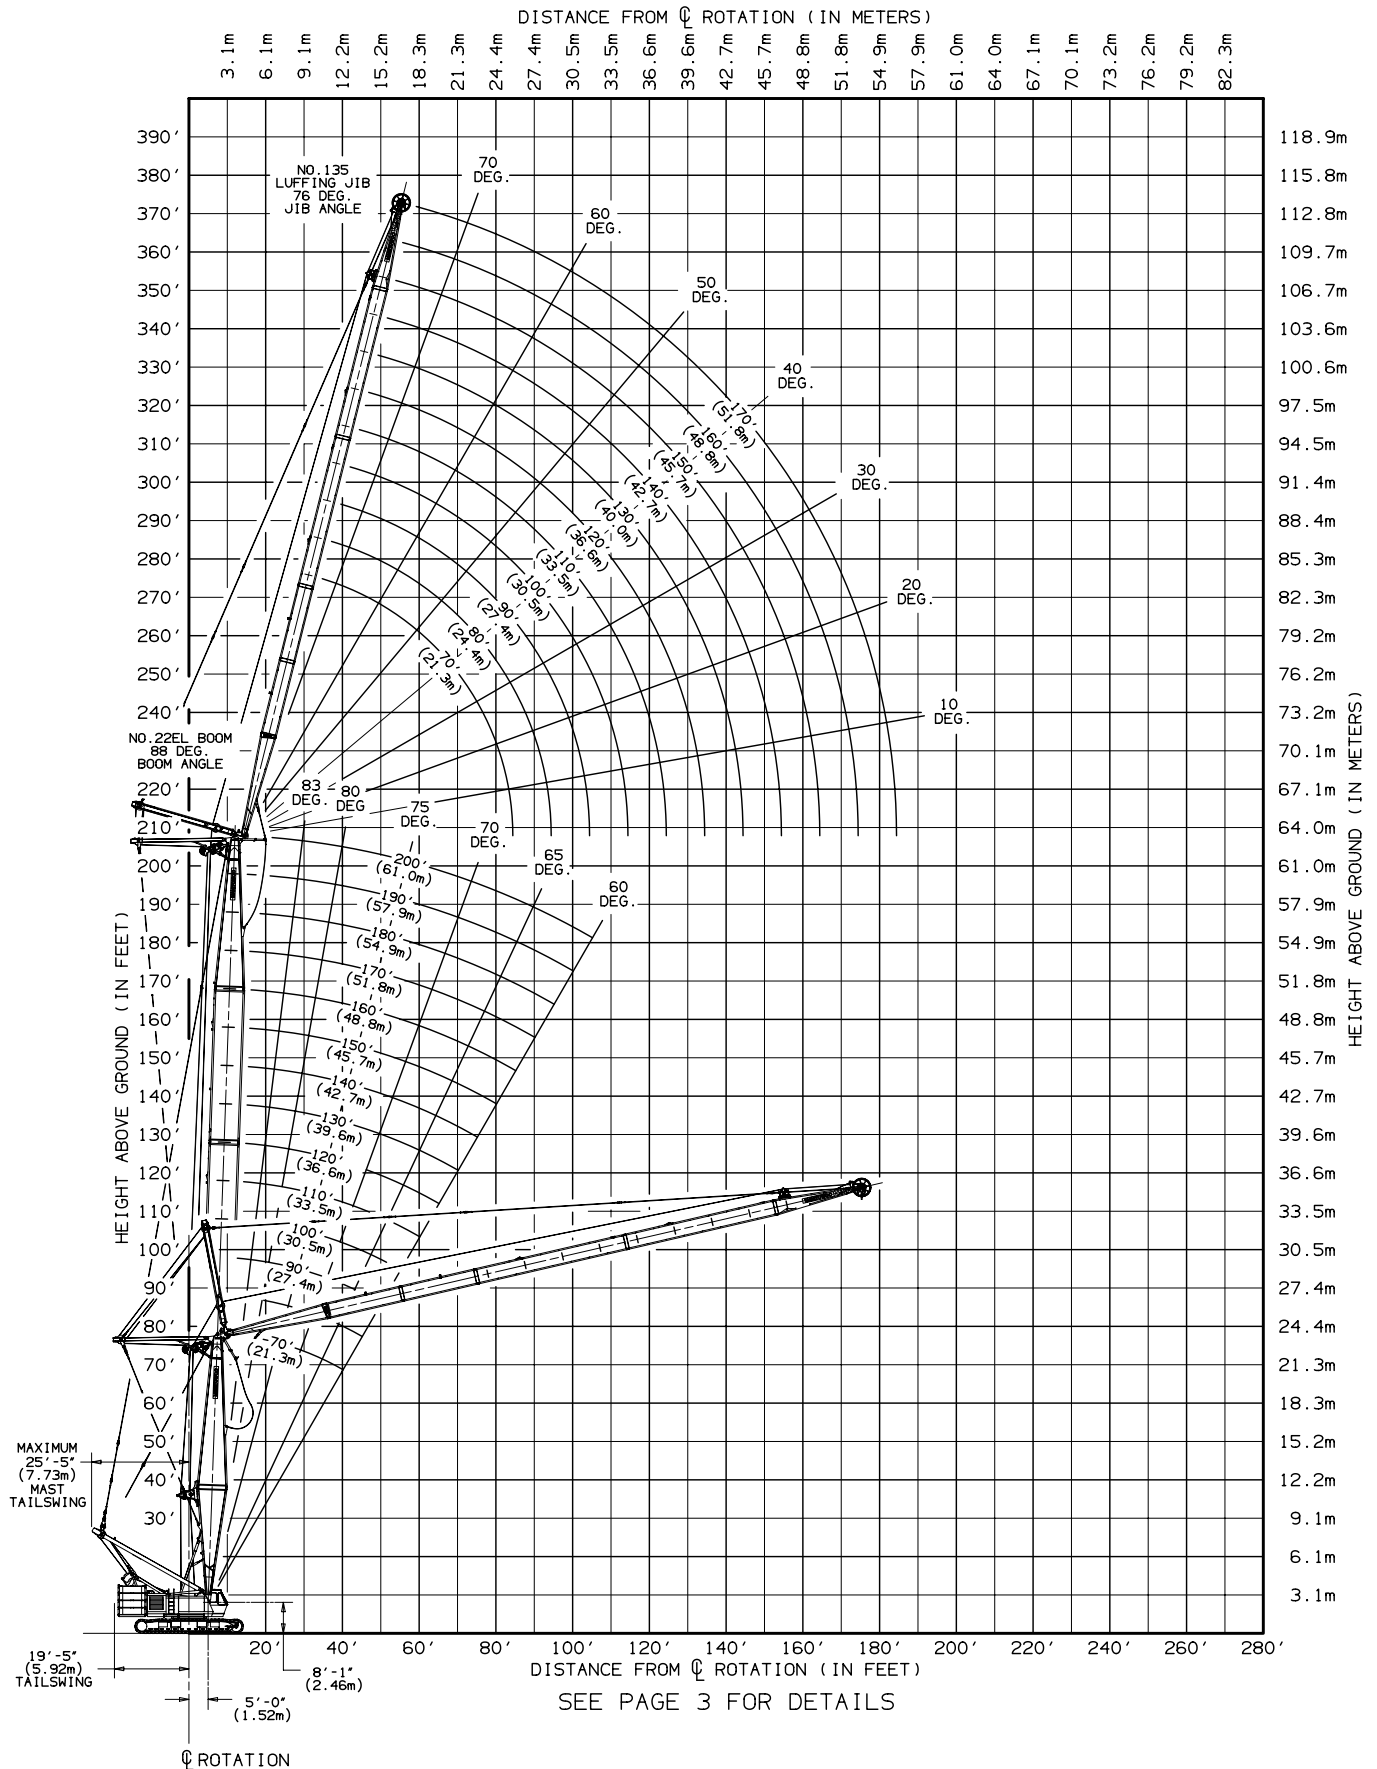 DISTANCE FROM ℄ ROTATION (IN METERS)
3.1m 6.1m 9.1m 12.2m 15.2m 18.3m 21.3m 24.4m 27.4m 30.5m 33.5m 36.6m 39.6m 42.7m 45.7m 48.8m 51.8m 54.9m 57.9m 61.0m 64.0m 67.1m 70.1m 73.2m 76.2m 79.2m 82.3m
390′ 118.9m
380′ 115.8m
370′ 112.8m
360′ 109.7m
350′ 106.7m
340′ 103.6m
330′ 100.6m
320′ 97.5m
310′ 94.5m
300′ 91.4m
290′ 88.4m
280′ 85.3m
270′ 82.3m
260′ 79.2m
250′ 76.2m
240′ 73.2m
230′ 70.1m
220′ 67.1m
210′ 64.0m
200′ 61.0m
190′ 57.9m
180′ 54.9m
170′ 51.8m
160′ 48.8m
150′ 45.7m
140′ 42.7m
130′ 39.6m
120′ 36.6m
110′ 33.5m
100′ 30.5m
90′ 27.4m
80′ 24.4m
70′ 21.3m
60′ 18.3m
50′ 15.2m
40′ 12.2m
30′ 9.1m
6.1m
3.1m
HEIGHT ABOVE GROUND (IN FEET)
HEIGHT ABOVE GROUND (IN METERS)
NO.135
LUFFING JIB
76 DEG.
JIB ANGLE
70
DEG.
60
DEG.
50
DEG.
40
DEG.
30
DEG.
20
DEG.
10
DEG.
170′
(51.8m)
160′
(48.8m)
150′
(45.7m)
140′
(42.7m)
130′
(40.0m)
120′
(36.6m)
110′
(33.5m)
100′
(30.5m)
90′
(27.4m)
80′
(24.4m)
70′
(21.3m)
NO.22EL BOOM
88 DEG.
BOOM ANGLE
83
DEG.
80
DEG
75
DEG.
70
DEG.
65
DEG.
60
DEG.
200′
(61.0m)
190′
(57.9m)
180′
(54.9m)
170′
(51.8m)
160′
(48.8m)
150′
(45.7m)
140′
(42.7m)
130′
(39.6m)
120′
(36.6m)
110′
(33.5m)
100′
(30.5m)
90′
(27.4m)
70′
(21.3m)
MAXIMUM
25′-5″
(7.73m)
MAST
TAILSWING
19′-5″
(5.92m)
TAILSWING
5′-0″
(1.52m)
8′-1″
(2.46m)
20′ 40′ 60′ 80′ 100′ 120′ 140′ 160′ 180′ 200′ 220′ 240′ 260′ 280′
DISTANCE FROM ℄ ROTATION (IN FEET)
SEE PAGE 3 FOR DETAILS
℄ ROTATION